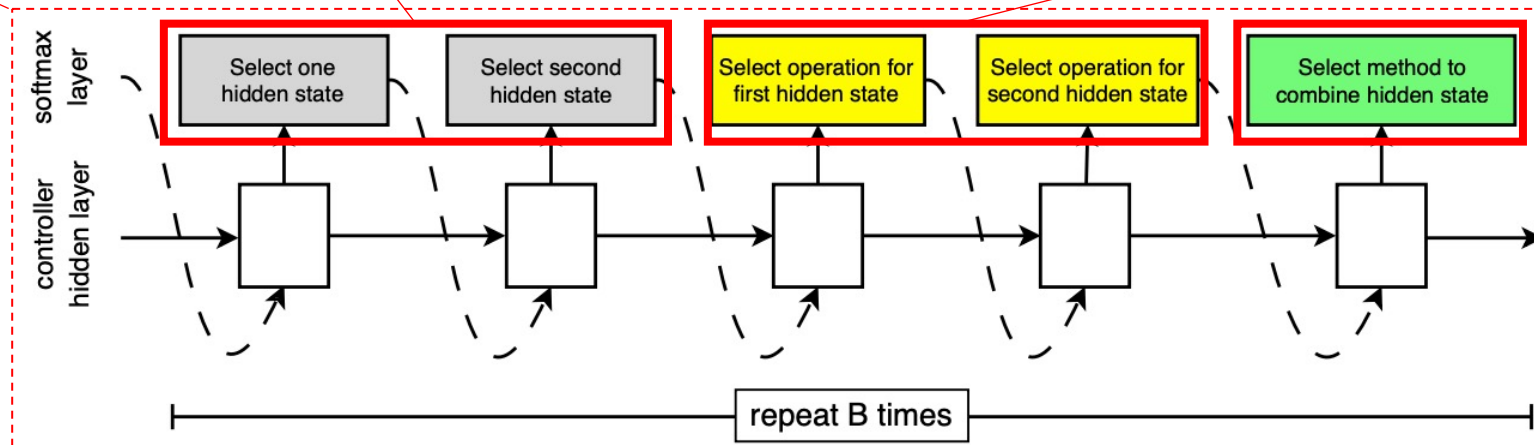 softmax
layer
Select one
hidden state
Select second
hidden state
Select operation for
first hidden state
Select operation for
second hidden state
Select method to
combine hidden state
controller
hidden layer
repeat B times